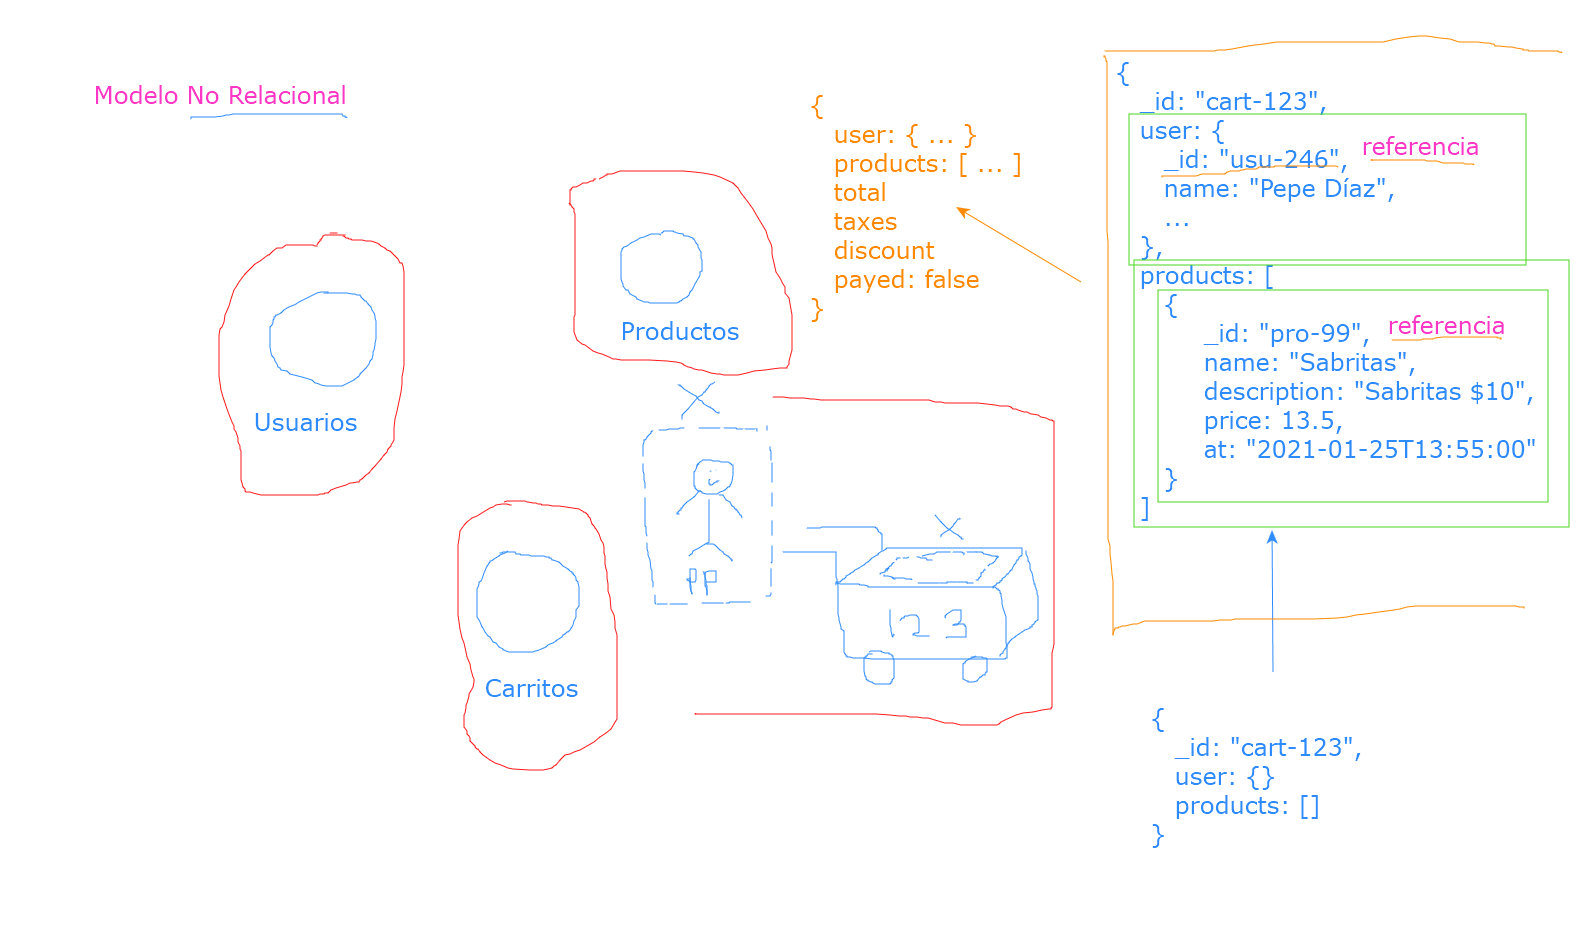 Modelo No Relacional
Usuarios
Productos
Carritos
PP
123
{
user: { ... }
products: [ ... ]
total
taxes
discount
payed: false
}
{
_id: "cart-123",
user: {
_id: "usu-246", referencia
name: "Pepe Díaz",
...
},
products: [
{
_id: "pro-99", referencia
name: "Sabritas",
description: "Sabritas $10",
price: 13.5,
at: "2021-01-25T13:55:00"
}
]
{
_id: "cart-123",
user: {}
products: []
}